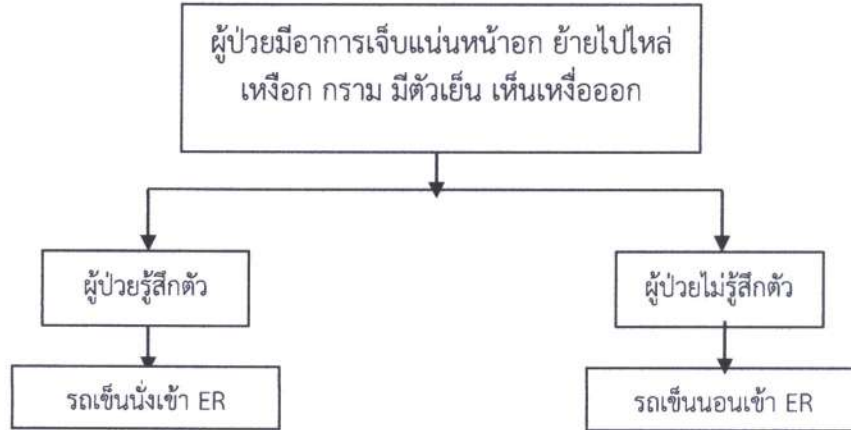 ผู้ป่วยมีอาการเจ็บแน่นหน้าอก ย้ายไปไหล่
เหงือก กราม มีตัวเย็น เห็นเหงื่อออก
ผู้ป่วยรู้สึกตัว
ผู้ป่วยไม่รู้สึกตัว
รถเข็นนั่งเข้า ER
รถเข็นนอนเข้า ER